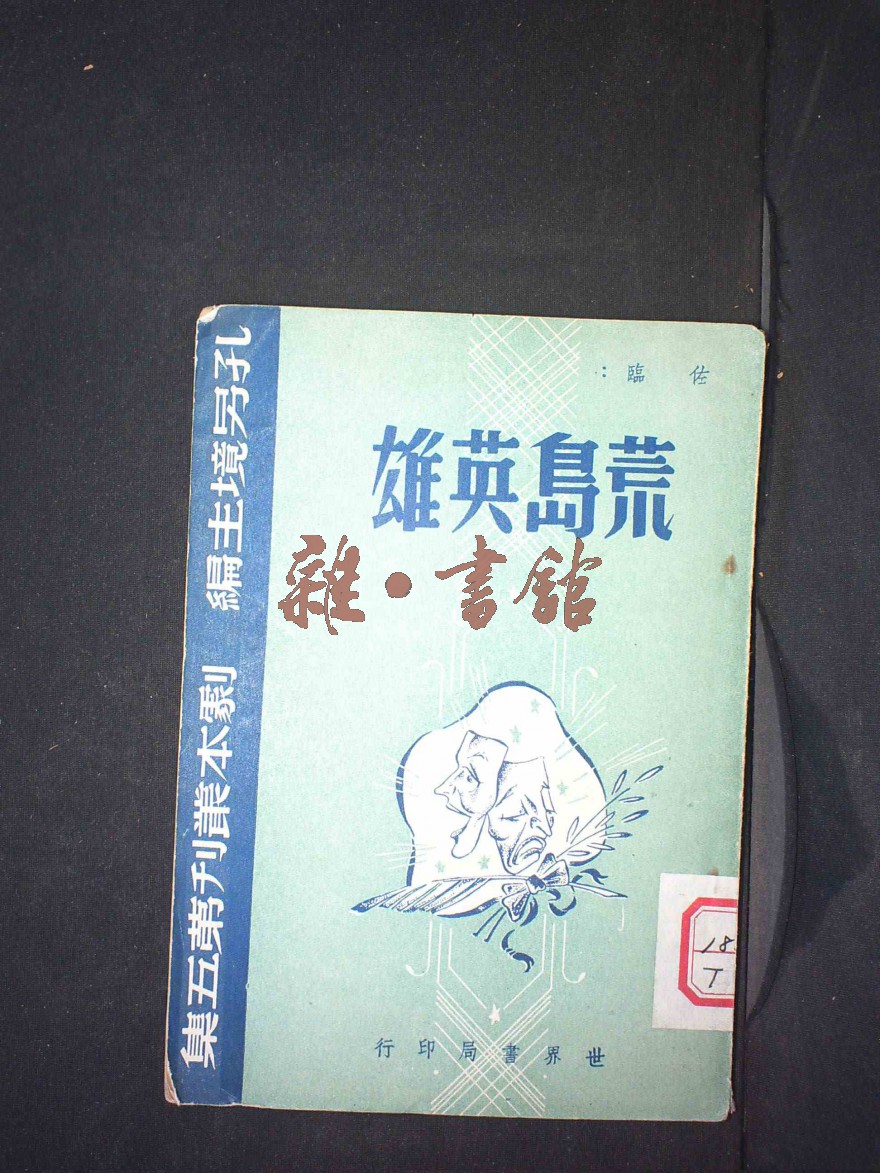 佐臨：
荒島英雄
雜・書館
孔另境主編 劇本叢刊第五集
18
T
世界書局印行